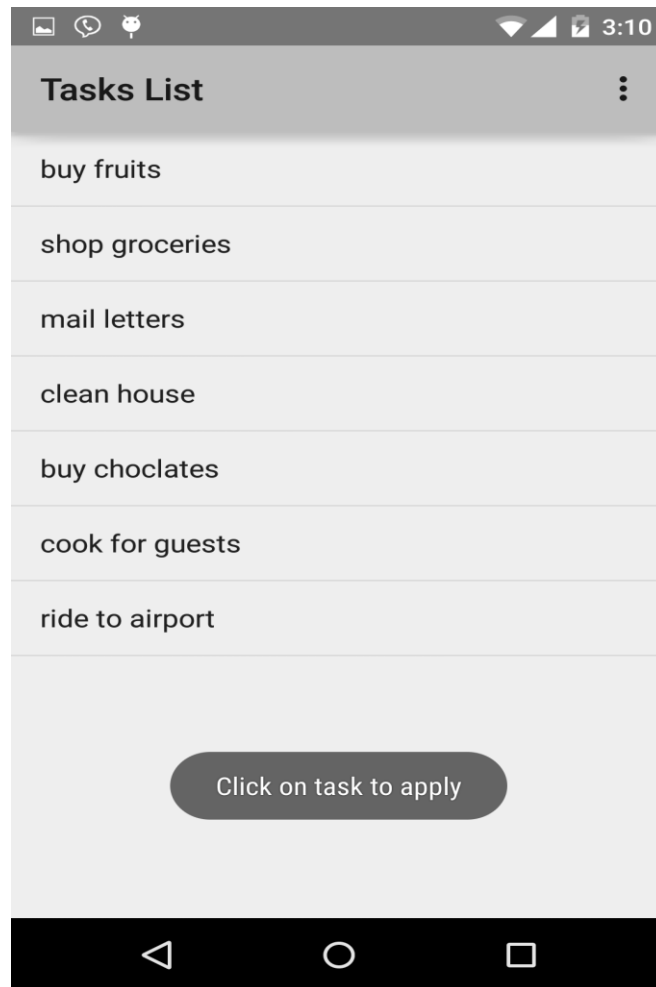 3:10
Tasks List
buy fruits
shop groceries
mail letters
clean house
buy choclates
cook for guests
ride to airport
Click on task to apply